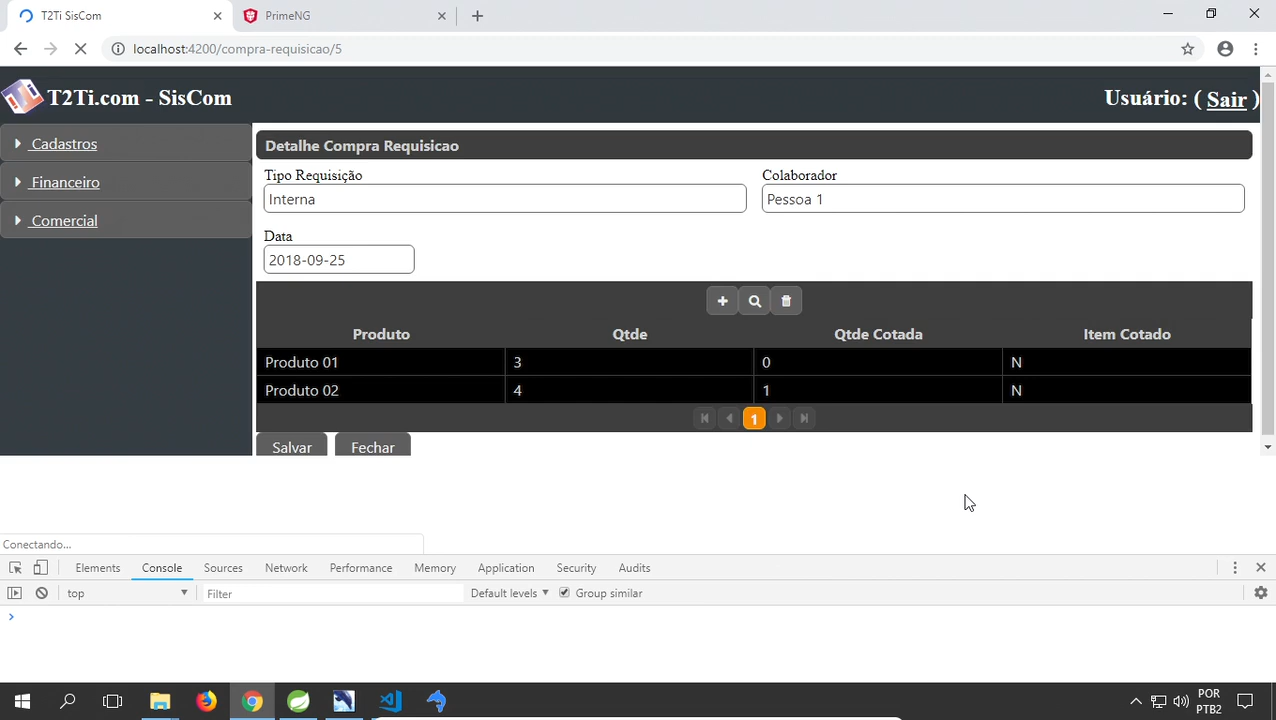 T2Ti SisCom
PrimeNG
localhost:4200/compra-requisicao/5
T2Ti.com - SisCom
Usuário: ( Sair )
Cadastros
Financeiro
Comercial
Detalhe Compra Requisicao
Tipo Requisição
Colaborador
Interna
Pessoa 1
Data
2018-09-25
Produto Qtde Qtde Cotada Item Cotado
Produto 01 3 0 N
Produto 02 4 1 N
1
Salvar Fechar
Conectando...
Elements Console Sources Network Performance Memory Application Security Audits
top Filter Default levels Group similar
POR
PTB2